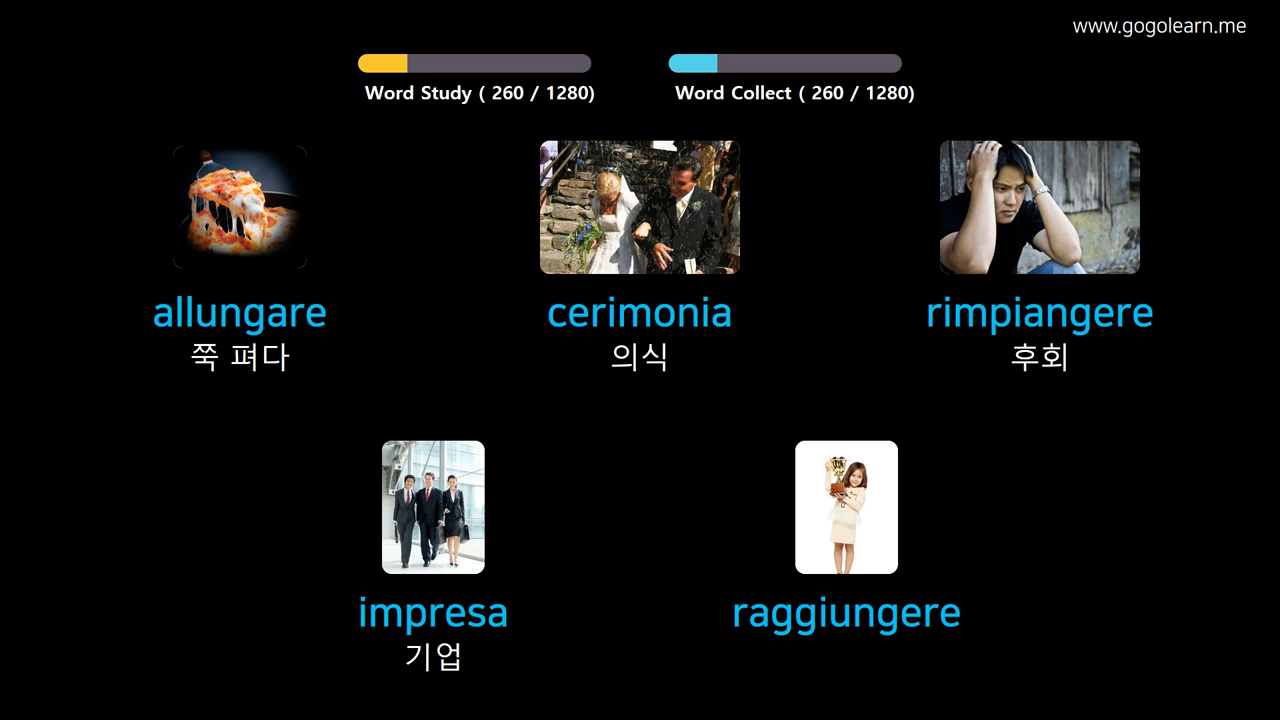 www.gogolearn.me
Word Study ( 260 / 1280)
Word Collect ( 260 / 1280)
allungare
쭉 펴다
cerimonia
의식
rimpiangere
후회
impresa
기업
raggiungere